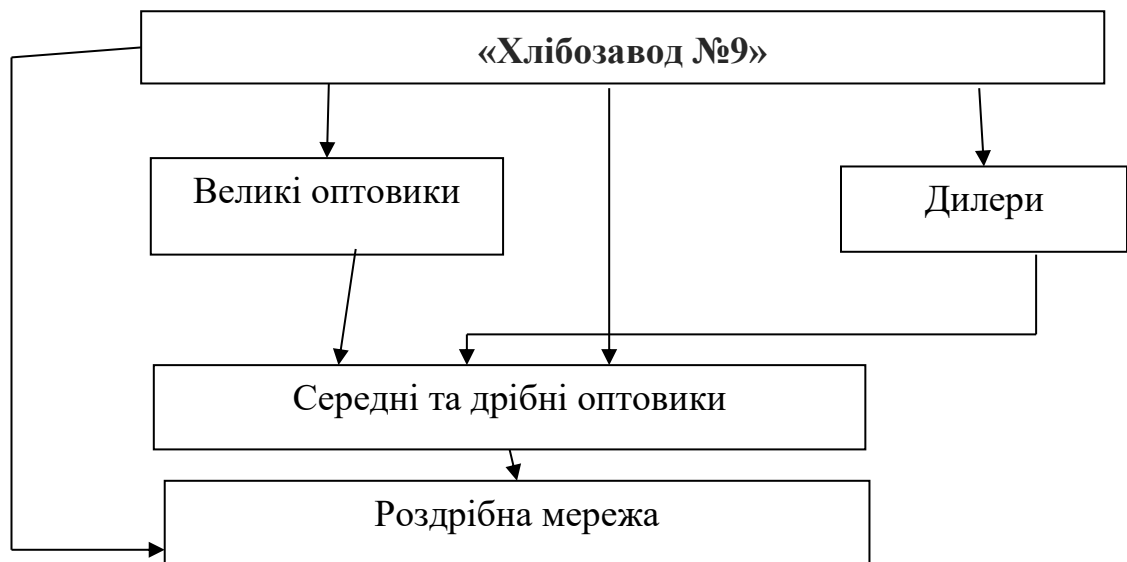 «Хлібозавод №9»
Великі оптовики
Дилери
Середні та дрібні оптовики
Роздрібна мережа